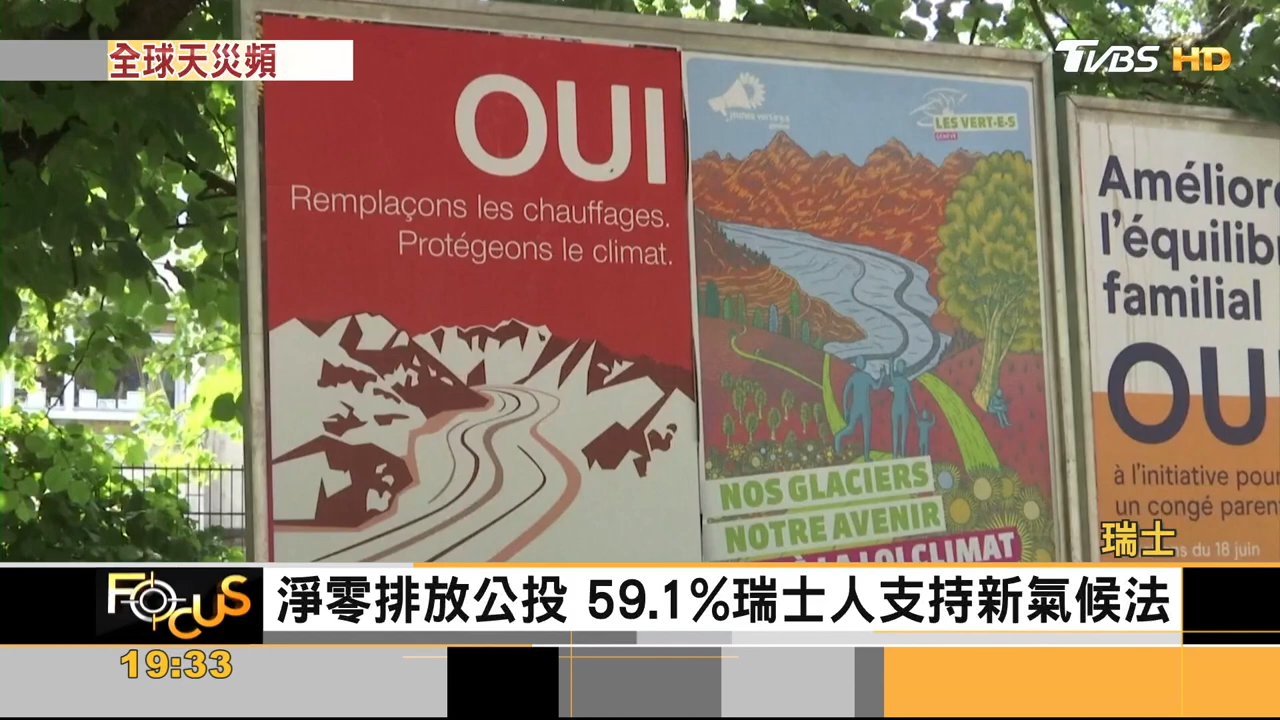 全球天災頻
TVBS HD
OUI
Remplaçons les chauffages.
Protégeons le climat.
LES VERT-E-S
NOS GLACIERS
NOTRE AVENIR
À LA LOI CLIMAT
Améliore
l'équilib
familial
OU
à l'initiative pour
un congé paren
ns du 18 juin
瑞士
FOCUS
淨零排放公投 59.1%瑞士人支持新氣候法
19:33